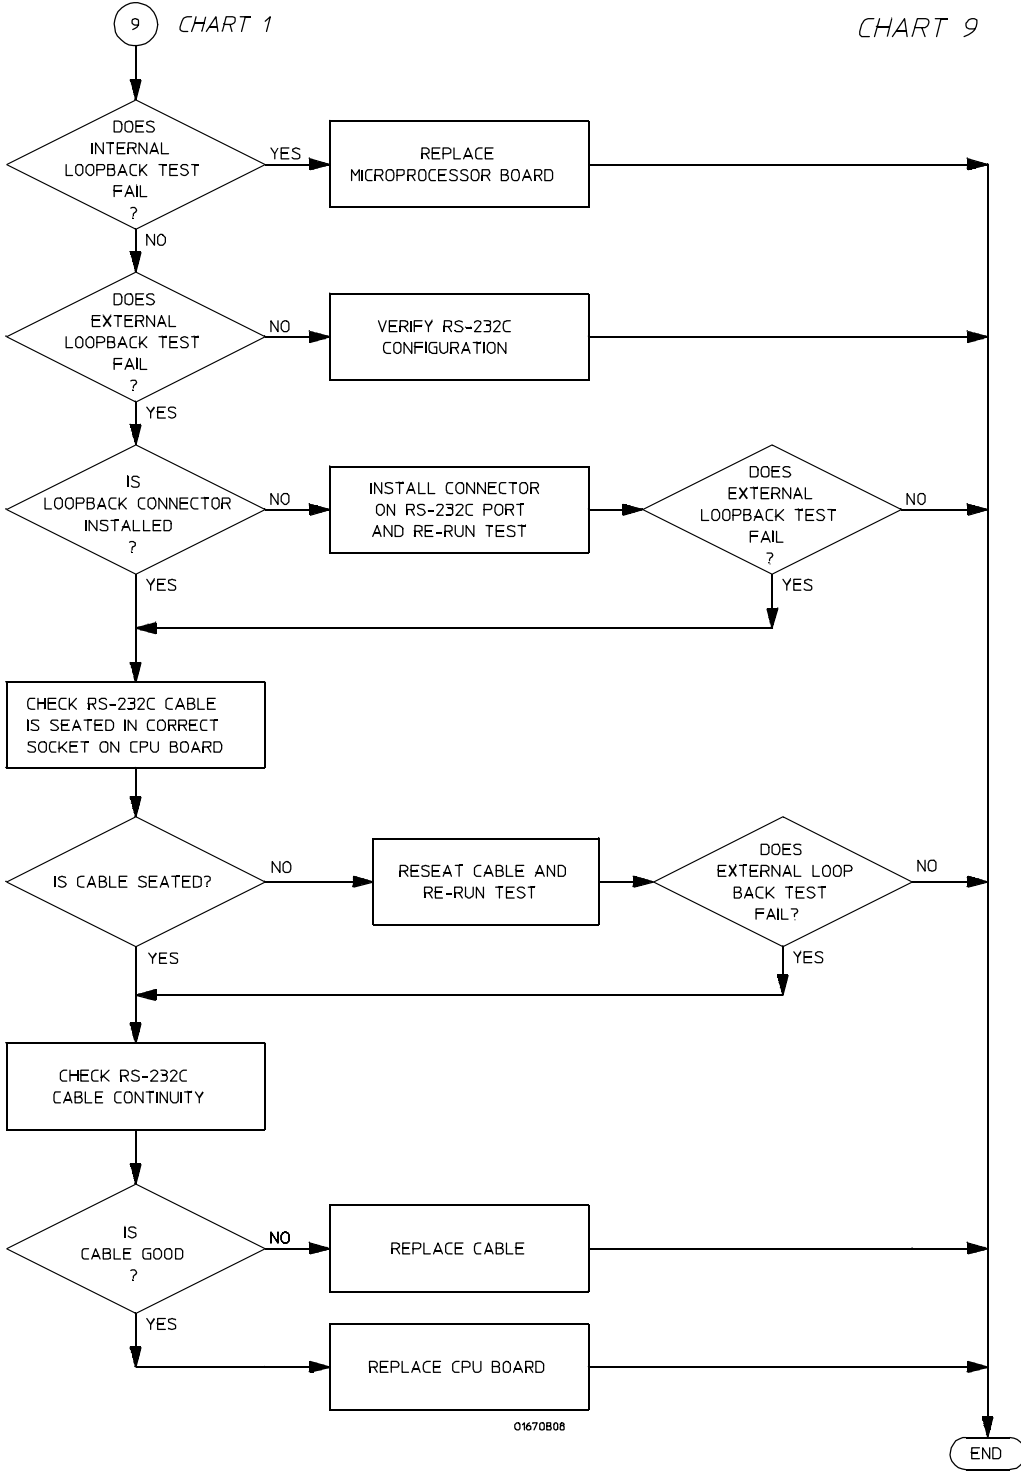 9 CHART 1
CHART 9
DOES
INTERNAL
LOOPBACK TEST
FAIL
?
YES
REPLACE
MICROPROCESSOR BOARD
NO
DOES
EXTERNAL
LOOPBACK TEST
FAIL
?
NO
VERIFY RS-232C
CONFIGURATION
YES
IS
LOOPBACK CONNECTOR
INSTALLED
?
NO
INSTALL CONNECTOR
ON RS-232C PORT
AND RE-RUN TEST
DOES
EXTERNAL
LOOPBACK TEST
FAIL
?
NO
YES
YES
CHECK RS-232C CABLE
IS SEATED IN CORRECT
SOCKET ON CPU BOARD
IS CABLE SEATED?
NO
RESEAT CABLE AND
RE-RUN TEST
DOES
EXTERNAL LOOP
BACK TEST
FAIL?
NO
YES
YES
CHECK RS-232C
CABLE CONTINUITY
IS
CABLE GOOD
?
NO
REPLACE CABLE
YES
REPLACE CPU BOARD
01670B08
END